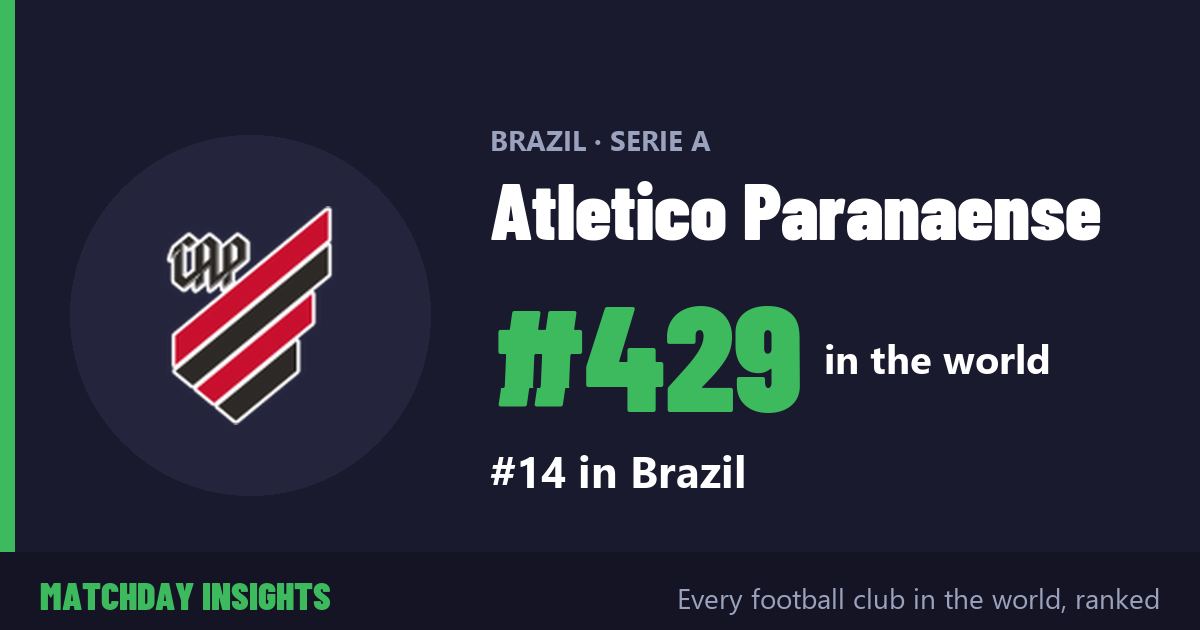 BRAZIL · SERIE A
Atletico Paranaense
CAP
#429 in the world
#14 in Brazil
MATCHDAY INSIGHTS
Every football club in the world, ranked